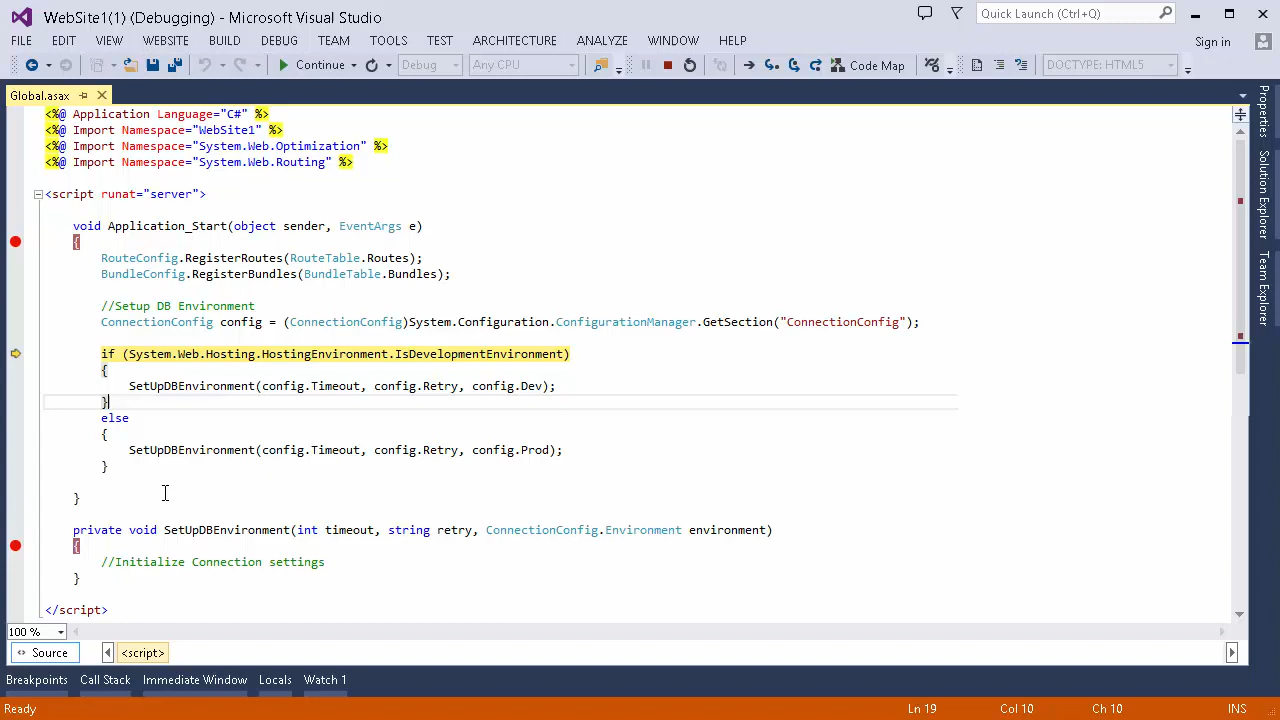 WebSite1(1) (Debugging) - Microsoft Visual Studio
Quick Launch (Ctrl+Q)
FILE EDIT VIEW WEBSITE BUILD DEBUG TEAM TOOLS TEST ARCHITECTURE ANALYZE WINDOW HELP
Sign in
Continue Debug Any CPU Code Map DOCTYPE: HTML5
Global.asax
<%@ Application Language="C#" %>
<%@ Import Namespace="WebSite1" %>
<%@ Import Namespace="System.Web.Optimization" %>
<%@ Import Namespace="System.Web.Routing" %>
<script runat="server">
void Application_Start(object sender, EventArgs e)
{
RouteConfig.RegisterRoutes(RouteTable.Routes);
BundleConfig.RegisterBundles(BundleTable.Bundles);
//Setup DB Environment
ConnectionConfig config = (ConnectionConfig)System.Configuration.ConfigurationManager.GetSection("ConnectionConfig");
if (System.Web.Hosting.HostingEnvironment.IsDevelopmentEnvironment)
{
SetUpDBEnvironment(config.Timeout, config.Retry, config.Dev);
}
else
{
SetUpDBEnvironment(config.Timeout, config.Retry, config.Prod);
}
}
private void SetUpDBEnvironment(int timeout, string retry, ConnectionConfig.Environment environment)
{
//Initialize Connection settings
}
</script>
100 %
Source <script>
Properties
Solution Explorer
Team Explorer
Breakpoints Call Stack Immediate Window Locals Watch 1
Ready Ln 19 Col 10 Ch 10 INS